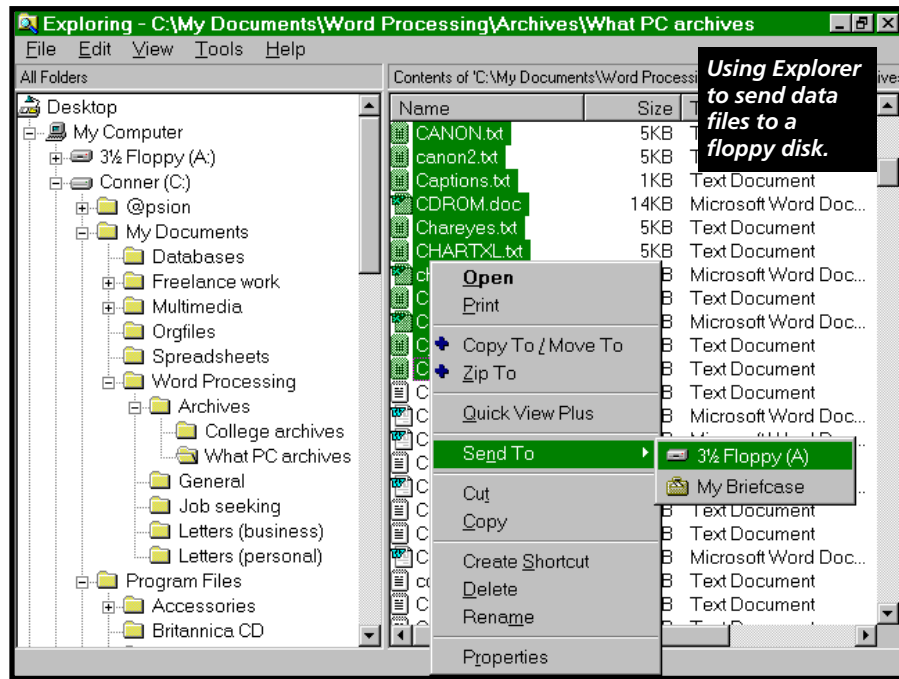 Exploring - C:\My Documents\Word Processing\Archives\What PC archives
File Edit View Tools Help
All Folders
Contents of 'C:\My Documents\Word
Using Explorer
to send data
files to a
floppy disk.
Desktop
My Computer
3½ Floppy (A:)
Conner (C:)
@psion
My Documents
Databases
Freelance work
Multimedia
Orgfiles
Spreadsheets
Word Processing
Archives
College archives
What PC archives
General
Job seeking
Letters (business)
Letters (personal)
Program Files
Accessories
Britannica CD
Name Size
CANON.txt 5KB
canon2.txt 5KB
Captions.txt 1KB Text Document
CDROM.doc 14KB Microsoft Word Doc...
Chareyes.txt 5KB Text Document
CHARTXL.txt 5KB Text Document
Microsoft Word Doc...
Text Document
Microsoft Word Doc...
Text Document
Text Document
Text Document
Microsoft Word Doc...
Text Document
Text Document
Text Document
Microsoft Word Doc...
Text Document
Text Document
Open
Print
Copy To / Move To
Zip To
Quick View Plus
Send To
Cut
Copy
Create Shortcut
Delete
Rename
Properties
3½ Floppy (A)
My Briefcase